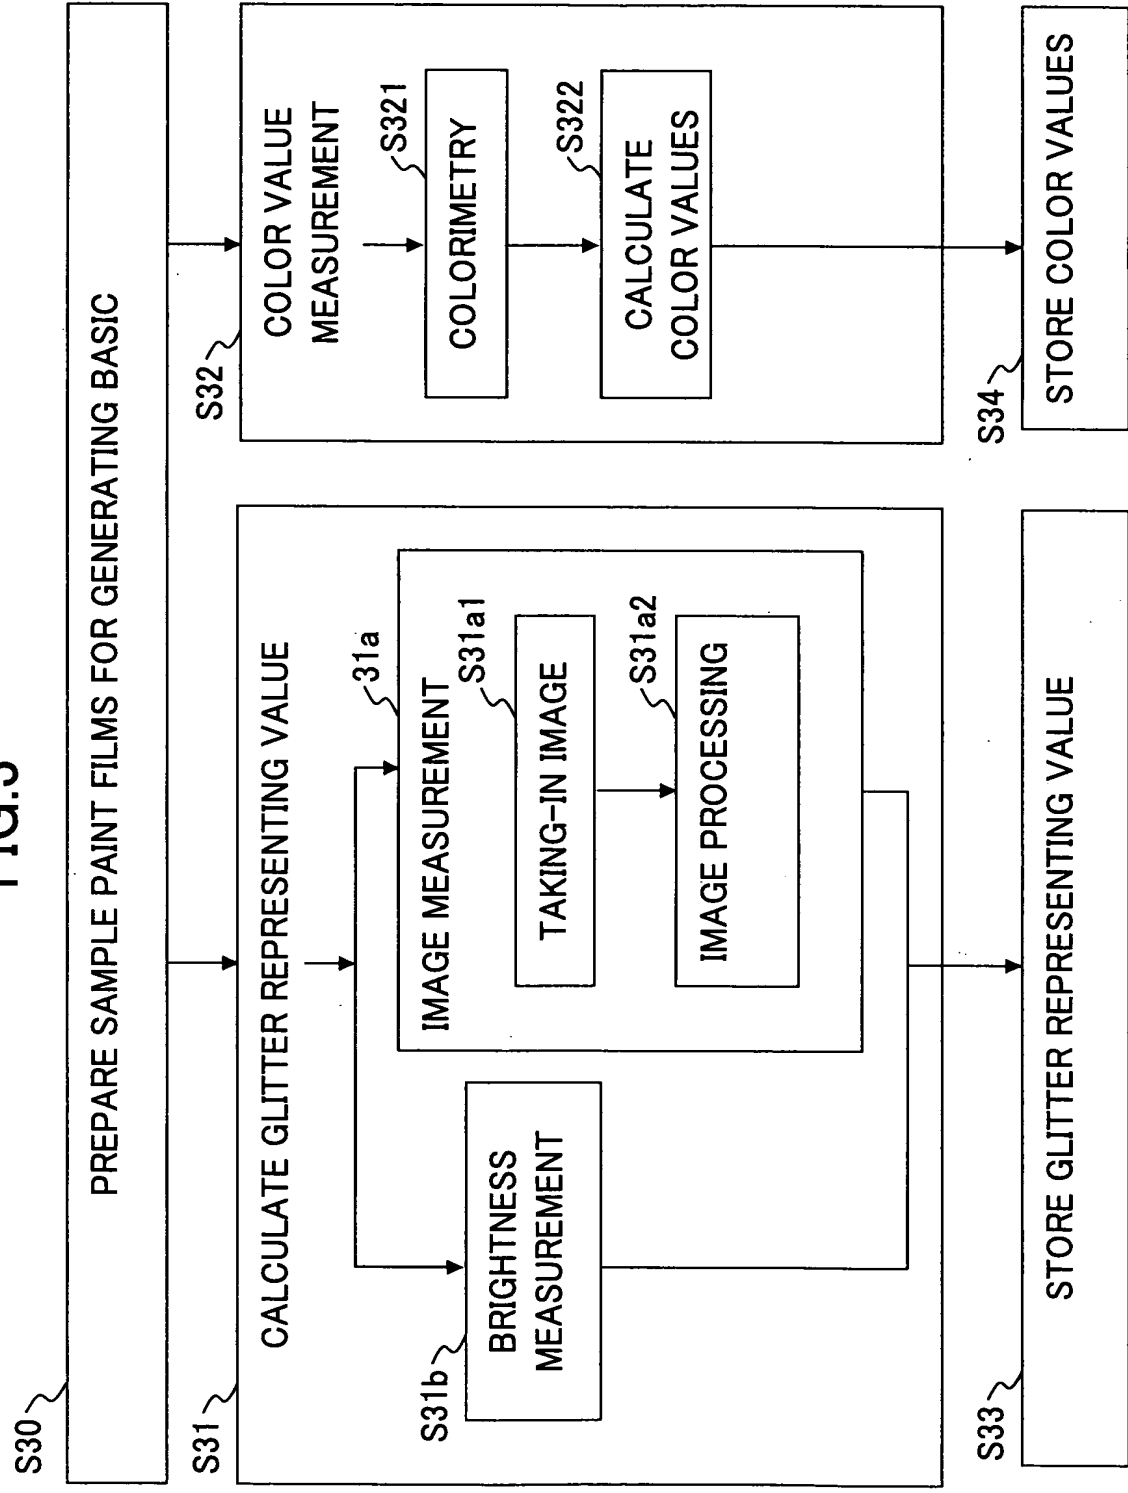 S30
PREPARE SAMPLE PAINT FILMS FOR GENERATING BASIC
S31
CALCULATE GLITTER REPRESENTING VALUE
S31b
BRIGHTNESS
MEASUREMENT
31a
IMAGE MEASUREMENT
S31a1
TAKING-IN IMAGE
S31a2
IMAGE PROCESSING
S32
COLOR VALUE
MEASUREMENT
S321
COLORIMETRY
S322
CALCULATE
COLOR VALUES
S33
STORE GLITTER REPRESENTING VALUE
S34
STORE COLOR VALUES